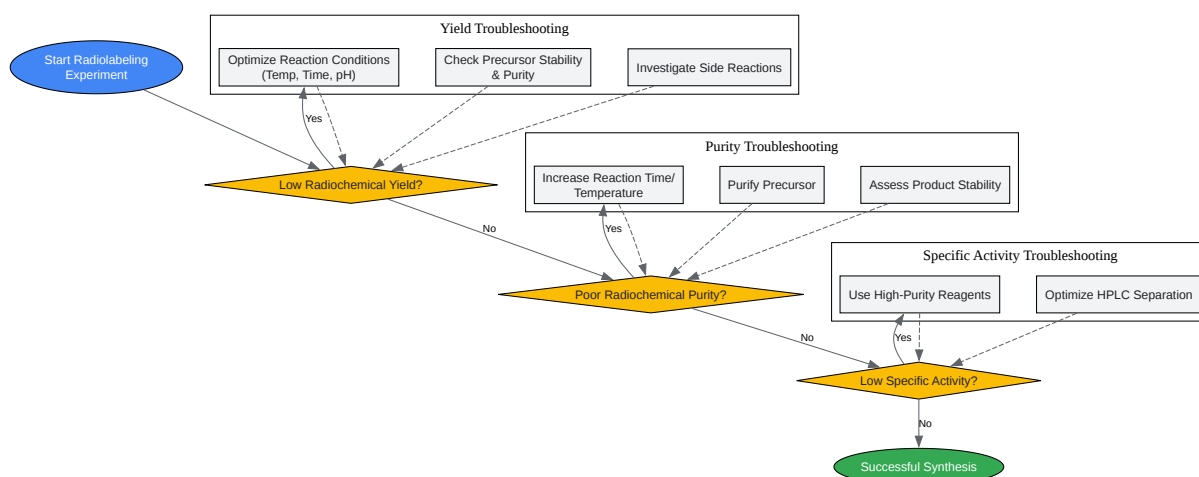 Yield Troubleshooting
Start Radiolabeling
Experiment
Optimize Reaction Conditions
(Temp, Time, pH)
Check Precursor Stability
& Purity
Investigate Side Reactions
Yes
Low Radiochemical Yield?
No
Purity Troubleshooting
Increase Reaction Time/
Temperature
Purify Precursor
Assess Product Stability
Yes
Poor Radiochemical Purity?
No
Specific Activity Troubleshooting
Use High-Purity Reagents
Optimize HPLC Separation
Yes
Low Specific Activity?
No
Successful Synthesis